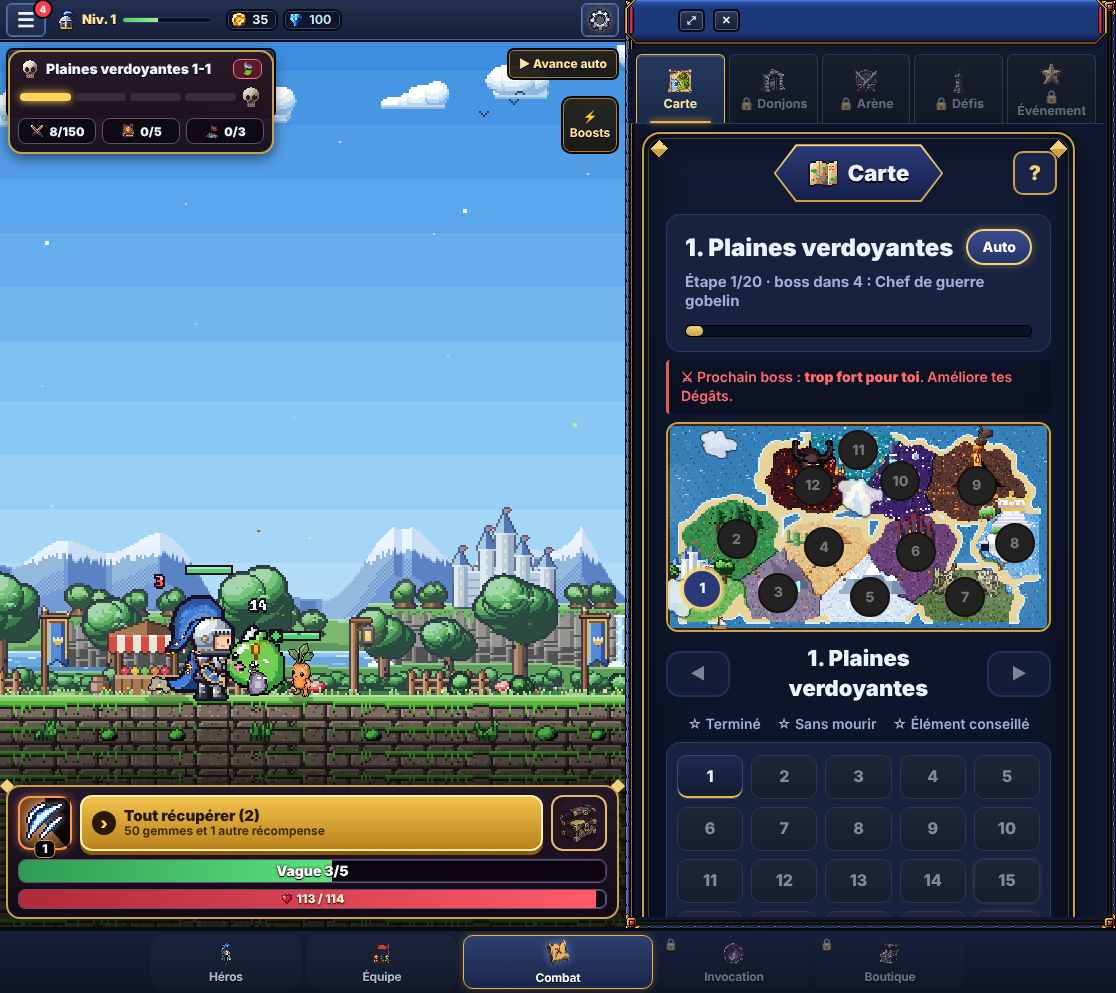 4
Niv. 1
35
100
Plaines verdoyantes 1-1
8/150
0/5
0/3
Avance auto
Boosts
3
14
1
Tout récupérer (2)
50 gemmes et 1 autre récompense
Vague 3/5
113 / 114
Carte
Donjons
Arène
Défis
Événement
Carte
?
1. Plaines verdoyantes
Auto
Étape 1/20 · boss dans 4 : Chef de guerre
gobelin
Prochain boss : trop fort pour toi. Améliore tes
Dégâts.
11
12
10
9
2
4
6
8
1
3
5
7
1. Plaines
verdoyantes
Terminé
Sans mourir
Élément conseillé
1 2 3 4 5
6 7 8 9 10
11 12 13 14 15
Héros
Équipe
Combat
Invocation
Boutique